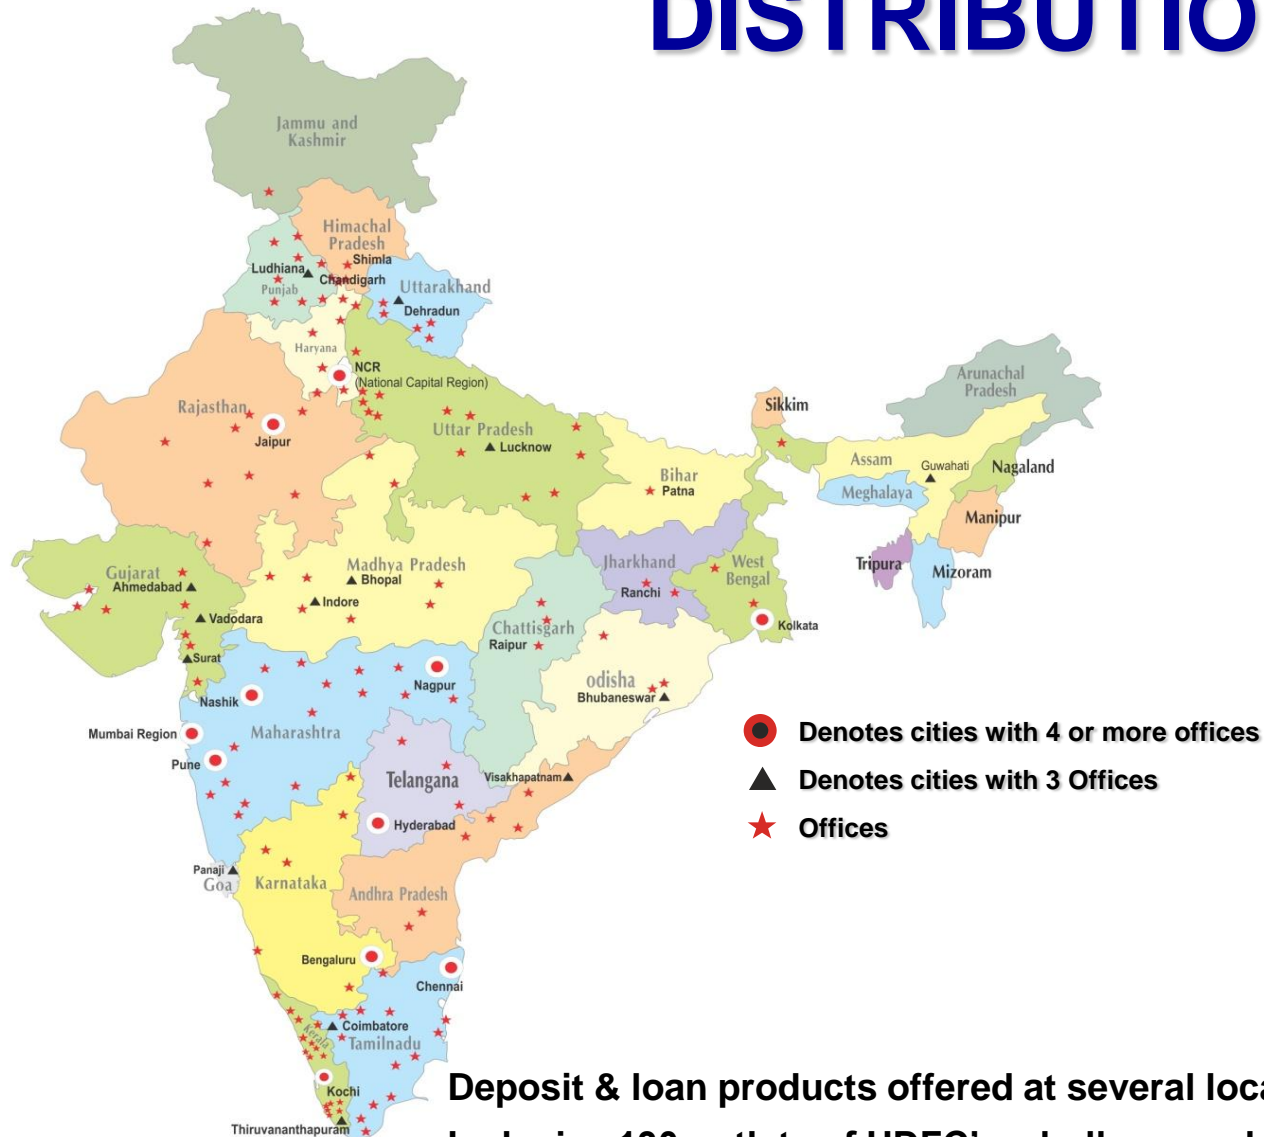 DISTRIBUTIO
Jammu and
Kashmir
Himachal
Pradesh
Shimla
Ludhiana
Chandigarh
Punjab
Uttarakhand
Dehradun
Haryana
NCR
(National Capital Region)
Rajasthan
Jaipur
Uttar Pradesh
Lucknow
Arunachal
Pradesh
Sikkim
Assam
Guwahati
Nagaland
Meghalaya
Manipur
Tripura
Mizoram
Bihar
Patna
Gujarat
Ahmedabad
Vadodara
Surat
Madhya Pradesh
Bhopal
Indore
Jharkhand
Ranchi
West
Bengal
Kolkata
Chattisgarh
Raipur
odisha
Bhubaneswar
Nagpur
Nashik
Mumbai Region
Maharashtra
Pune
Telangana
Visakhapatnam
Hyderabad
Denotes cities with 4 or more offices
Denotes cities with 3 Offices
Offices
Panaji
Goa
Karnataka
Andhra Pradesh
Bengaluru
Chennai
Coimbatore
Kerala
Tamilnadu
Kochi
Thiruvananthapuram
Deposit & loan products offered at several loca